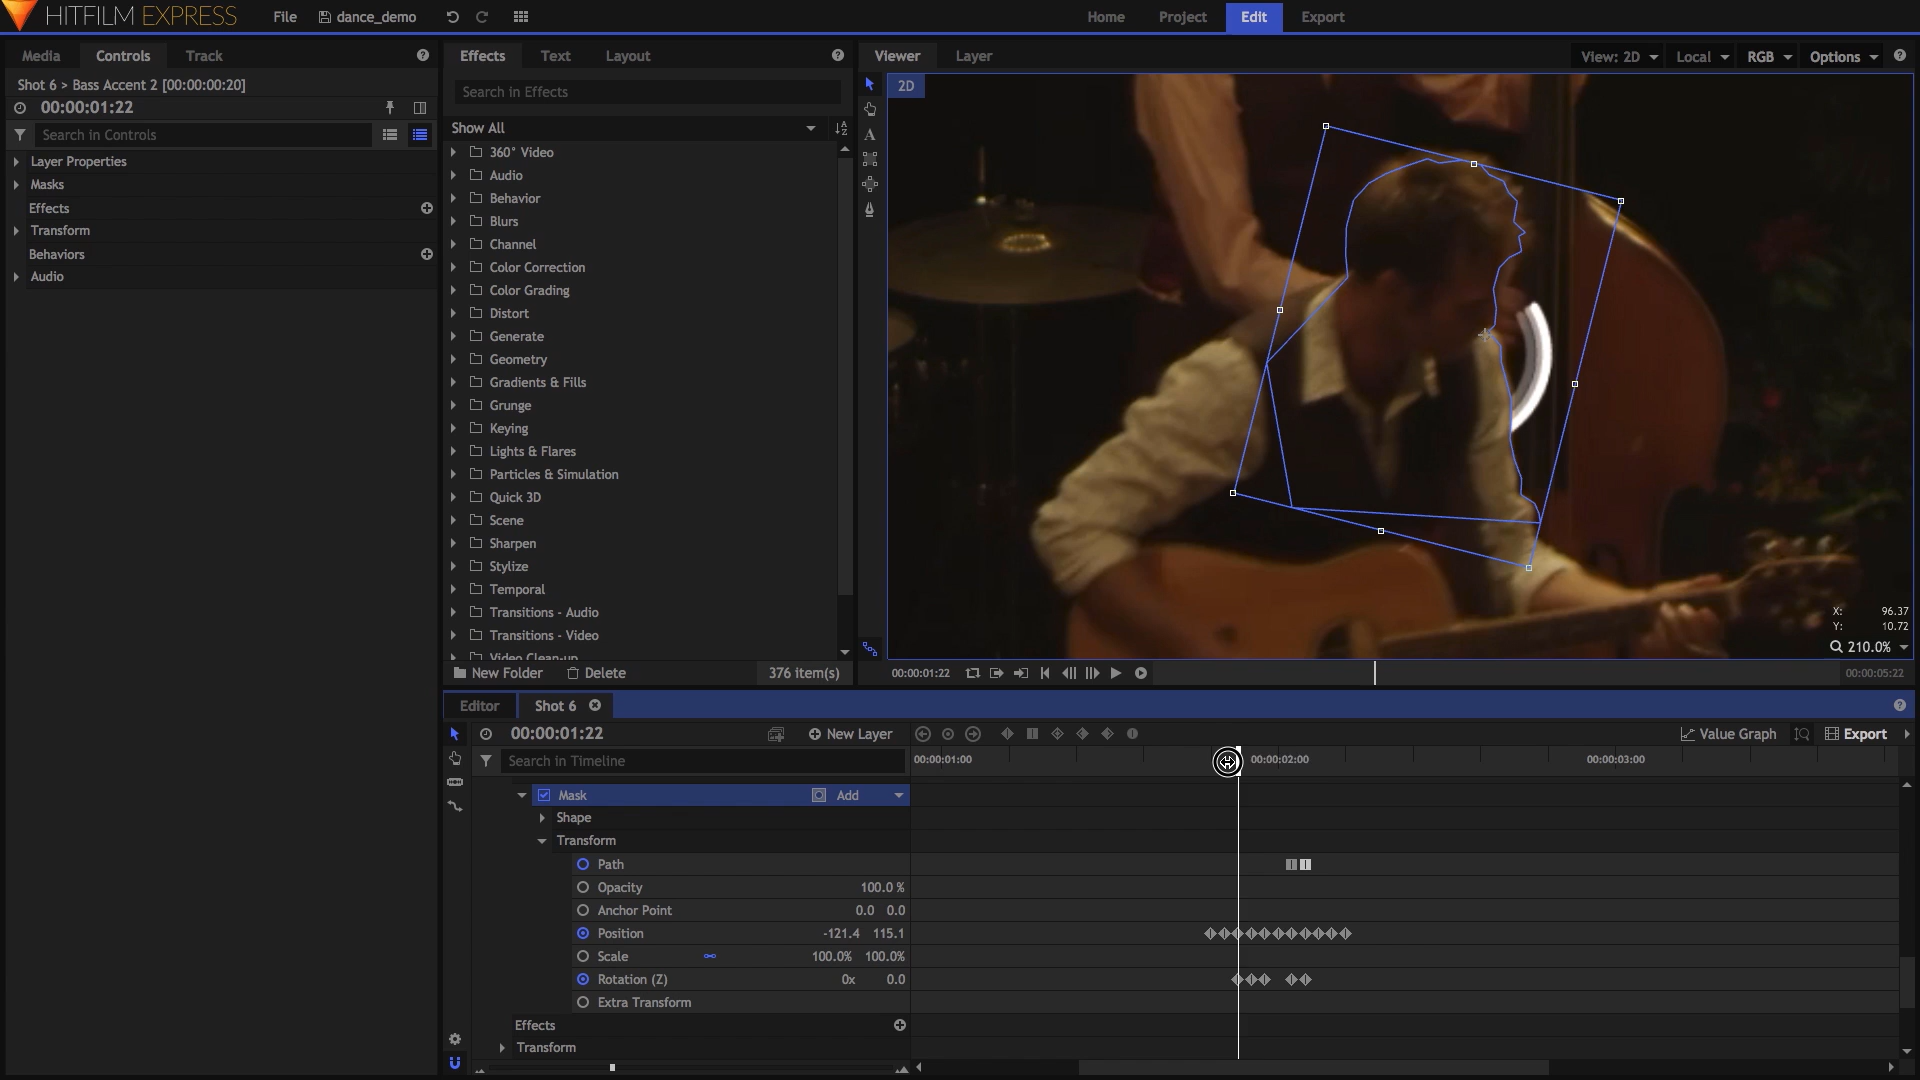 HITFILM EXPRESS
File
dance_demo
Home
Project
Edit
Export
Media
Controls
Track
Shot 6 > Bass Accent 2 [00:00:00:20]
00:00:01:22
Search in Controls
Layer Properties
Masks
Effects
Transform
Behaviors
Audio
Effects
Text
Layout
Search in Effects
Show All
360° Video
Audio
Behavior
Blurs
Channel
Color Correction
Color Grading
Distort
Generate
Geometry
Gradients & Fills
Grunge
Keying
Lights & Flares
Particles & Simulation
Quick 3D
Scene
Sharpen
Stylize
Temporal
Transitions - Audio
Transitions - Video
Video Clean-up
New Folder
Delete
376 item(s)
Viewer
Layer
View: 2D
Local
RGB
Options
2D
A
X: 96.37
Y: 10.72
210.0%
00:00:01:22
00:00:05:22
Editor
Shot 6
00:00:01:22
New Layer
Value Graph
Export
Search in Timeline
00:00:01:00
00:00:02:00
00:00:03:00
Mask
Add
Shape
Transform
Path
Opacity 100.0 %
Anchor Point 0.0 0.0
Position -121.4 115.1
Scale 100.0% 100.0%
Rotation (Z) 0x 0.0
Extra Transform
Effects
Transform